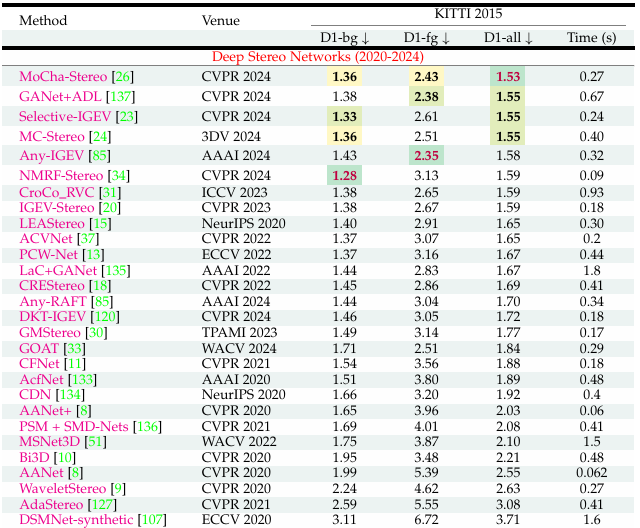 KITTI 2015
Method Venue D1-bg ↓ D1-fg ↓ D1-all ↓ Time (s)
Deep Stereo Networks (2020-2024)
MoCha-Stereo [26] CVPR 2024 1.36 2.43 1.53 0.27
GANet+ADL [137] CVPR 2024 1.38 2.38 1.55 0.67
Selective-IGEV [23] CVPR 2024 1.33 2.61 1.55 0.24
MC-Stereo [24] 3DV 2024 1.36 2.51 1.55 0.40
Any-IGEV [85] AAAI 2024 1.43 2.35 1.58 0.32
NMRF-Stereo [34] CVPR 2024 1.28 3.13 1.59 0.09
CroCo_RVC [31] ICCV 2023 1.38 2.65 1.59 0.93
IGEV-Stereo [20] CVPR 2023 1.38 2.67 1.59 0.18
LEAStereo [15] NeurIPS 2020 1.40 2.91 1.65 0.30
ACVNet [37] CVPR 2022 1.37 3.07 1.65 0.2
PCW-Net [13] ECCV 2022 1.37 3.16 1.67 0.44
LaC+GANet [135] AAAI 2022 1.44 2.83 1.67 1.8
CREStereo [18] CVPR 2022 1.45 2.86 1.69 0.41
Any-RAFT [85] AAAI 2024 1.44 3.04 1.70 0.34
DKT-IGEV [120] CVPR 2024 1.46 3.05 1.72 0.18
GMStereo [30] TPAMI 2023 1.49 3.14 1.77 0.17
GOAT [33] WACV 2024 1.71 2.51 1.84 0.29
CFNet [11] CVPR 2021 1.54 3.56 1.88 0.18
AcfNet [133] AAAI 2020 1.51 3.80 1.89 0.48
CDN [134] NeurIPS 2020 1.66 3.20 1.92 0.4
AANet+ [8] CVPR 2020 1.65 3.96 2.03 0.06
PSM + SMD-Nets [136] CVPR 2021 1.69 4.01 2.08 0.41
MSNet3D [51] WACV 2022 1.75 3.87 2.10 1.5
Bi3D [10] CVPR 2020 1.95 3.48 2.21 0.48
AANet [8] CVPR 2020 1.99 5.39 2.55 0.062
WaveletStereo [9] CVPR 2020 2.24 4.62 2.63 0.27
AdaStereo [127] CVPR 2021 2.59 5.55 3.08 0.41
DSMNet-synthetic [107] ECCV 2020 3.11 6.72 3.71 1.6